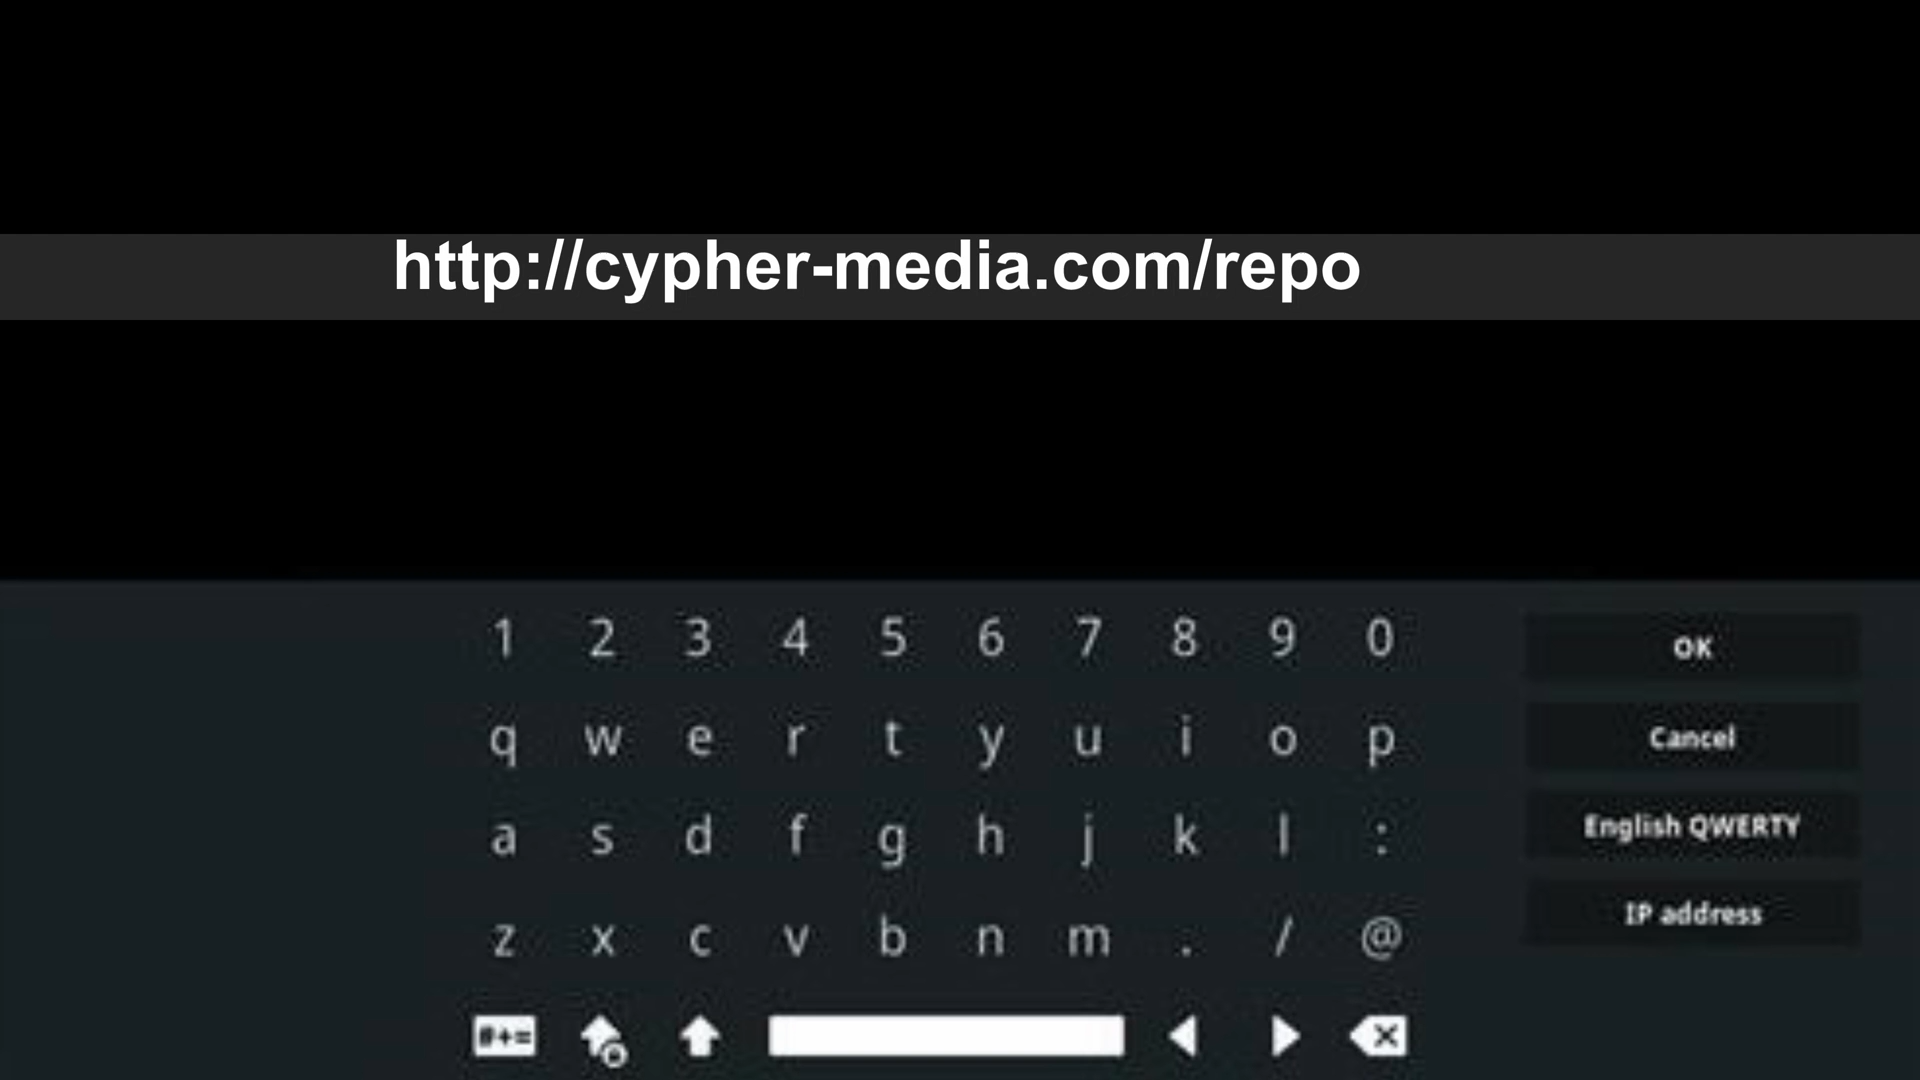 http://cypher-media.com/repo
1 2 3 4 5 6 7 8 9 0 OK
q w e r t y u i o p Cancel
a s d f g h j k l : English QWERTY
z x c v b n m . / @ IP address
#+=